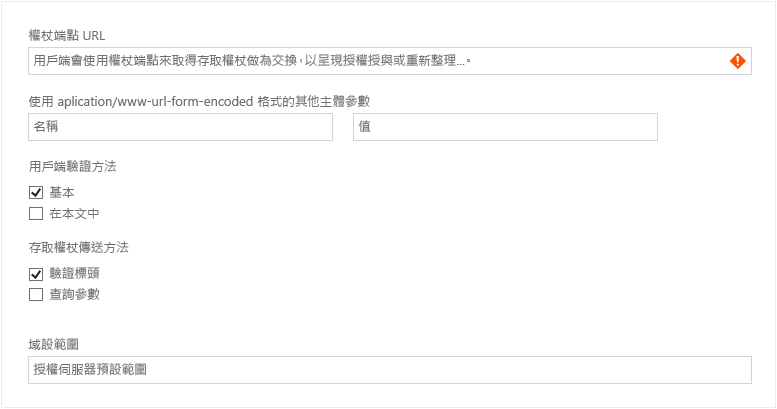 權杖端點 URL
用戶端會使用權杖端點來取得存取權杖做為交換，以呈現授權授與或重新整理...。
使用 aplication/www-url-form-encoded 格式的其他主體參數
名稱 值
用戶端驗證方法
基本
在本文中
存取權杖傳送方法
驗證標頭
查詢參數
域設範圍
授權伺服器預設範圍